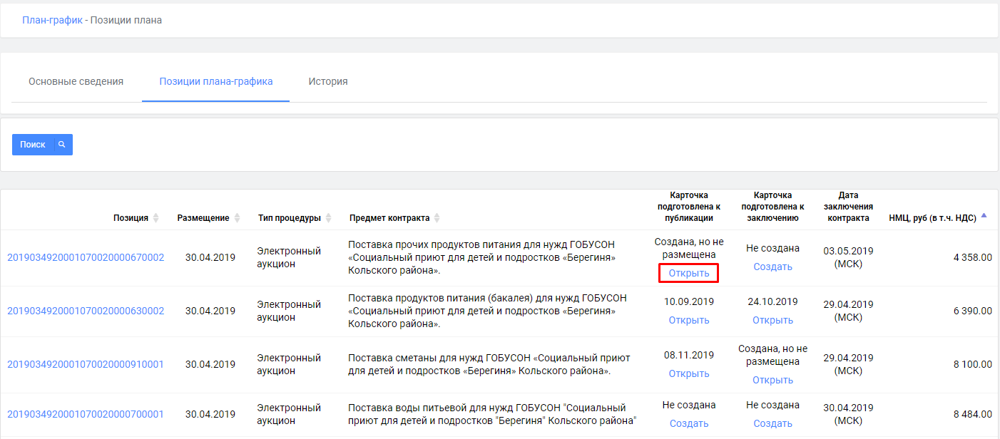 План-график - Позиции плана
Основные сведения
Позиции плана-графика
История
Поиск
Позиция
Размещение
Тип процедуры
Предмет контракта
Карточка
подготовлена к
публикации
Карточка
подготовлена к
заключению
Дата
заключения
контракта
НМЦ, руб (в т.ч. НДС)
2019034920001070020000670002
30.04.2019
Электронный
аукцион
Поставка прочих продуктов питания для нужд ГОБУСОН
«Социальный приют для детей и подростков «Берегиня»
Кольского района».
Создана, но не
размещена
Открыть
Не создана
Создать
03.05.2019
(МСК)
4 358.00
2019034920001070020000630002
30.04.2019
Электронный
аукцион
Поставка продуктов питания (бакалея) для нужд ГОБУСОН
«Социальный приют для детей и подростков «Берегиня»
Кольского района».
10.09.2019
Открыть
24.10.2019
Открыть
29.04.2019
(МСК)
6 390.00
2019034920001070020000910001
30.04.2019
Электронный
аукцион
Поставка сметаны для нужд ГОБУСОН «Социальный приют
для детей и подростков «Берегиня» Кольского района».
08.11.2019
Открыть
Создана, но не
размещена
Открыть
29.04.2019
(МСК)
8 100.00
2019034920001070020000700001
30.04.2019
Электронный
аукцион
Поставка воды питьевой для нужд ГОБУСОН "Социальный
приют для детей и подростков "Берегиня" Кольского района"
Не создана
Создать
Не создана
Создать
30.04.2019
(МСК)
8 484.00